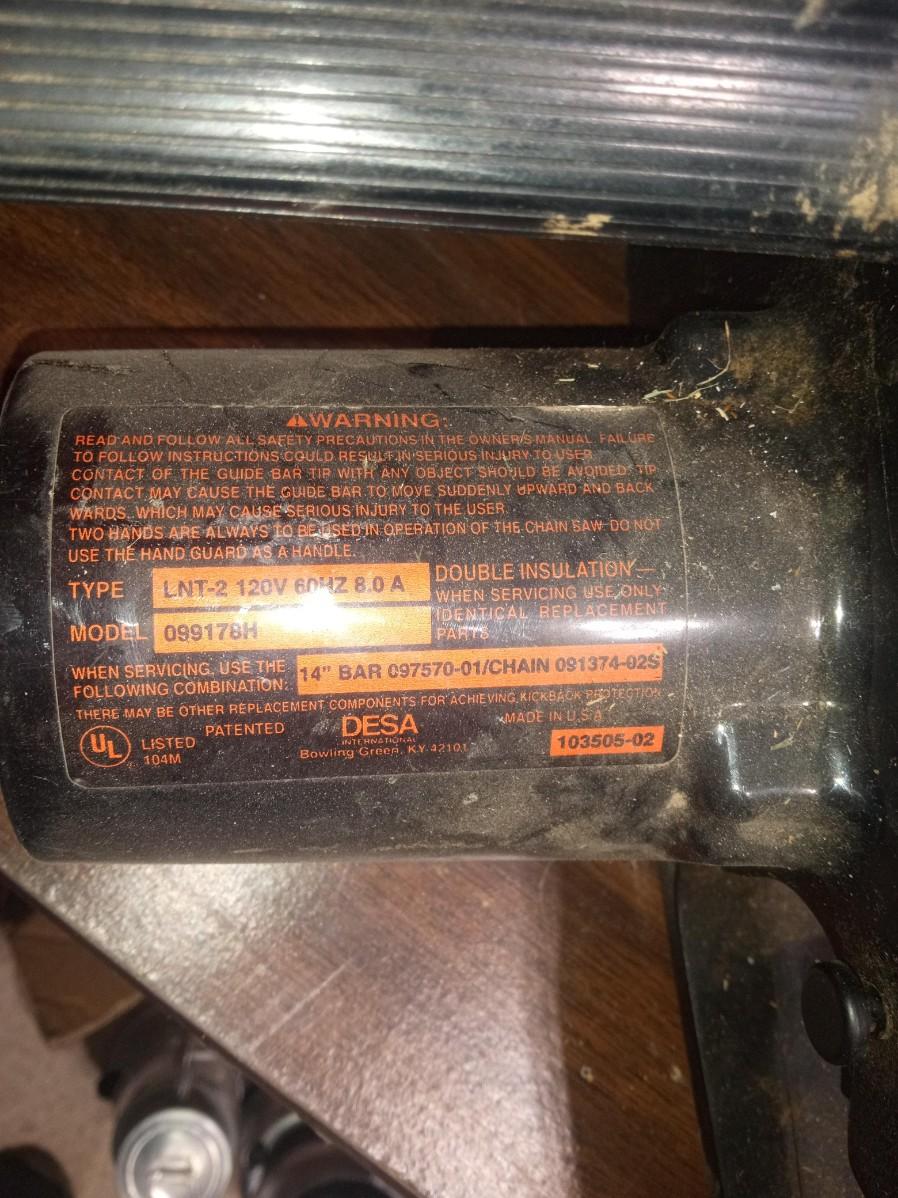 ⚠WARNING:
READ AND FOLLOW ALL SAFETY PRECAUTIONS IN THE OWNER'S MANUAL. FAILURE
TO FOLLOW INSTRUCTIONS COULD RESULT IN SERIOUS INJURY TO USER.
CONTACT OF THE GUIDE BAR TIP WITH ANY OBJECT SHOULD BE AVOIDED. TIP
CONTACT MAY CAUSE THE GUIDE BAR TO MOVE SUDDENLY UPWARD AND BACK
WARDS, WHICH MAY CAUSE SERIOUS INJURY TO THE USER.
TWO HANDS ARE ALWAYS TO BE USED IN OPERATION OF THE CHAIN SAW. DO NOT
USE THE HAND GUARD AS A HANDLE.
TYPE LNT-2 120V 60HZ 8.0 A
MODEL 099178H
DOUBLE INSULATION—
WHEN SERVICING USE ONLY
IDENTICAL REPLACEMENT
PARTS
WHEN SERVICING, USE THE
FOLLOWING COMBINATION:
14" BAR 097570-01/CHAIN 091374-02S
THERE MAY BE OTHER REPLACEMENT COMPONENTS FOR ACHIEVING KICKBACK PROTECTION
UL LISTED
104M
PATENTED
DESA
INTERNATIONAL
Bowling Green, KY 42101
MADE IN U.S.A.
103505-02